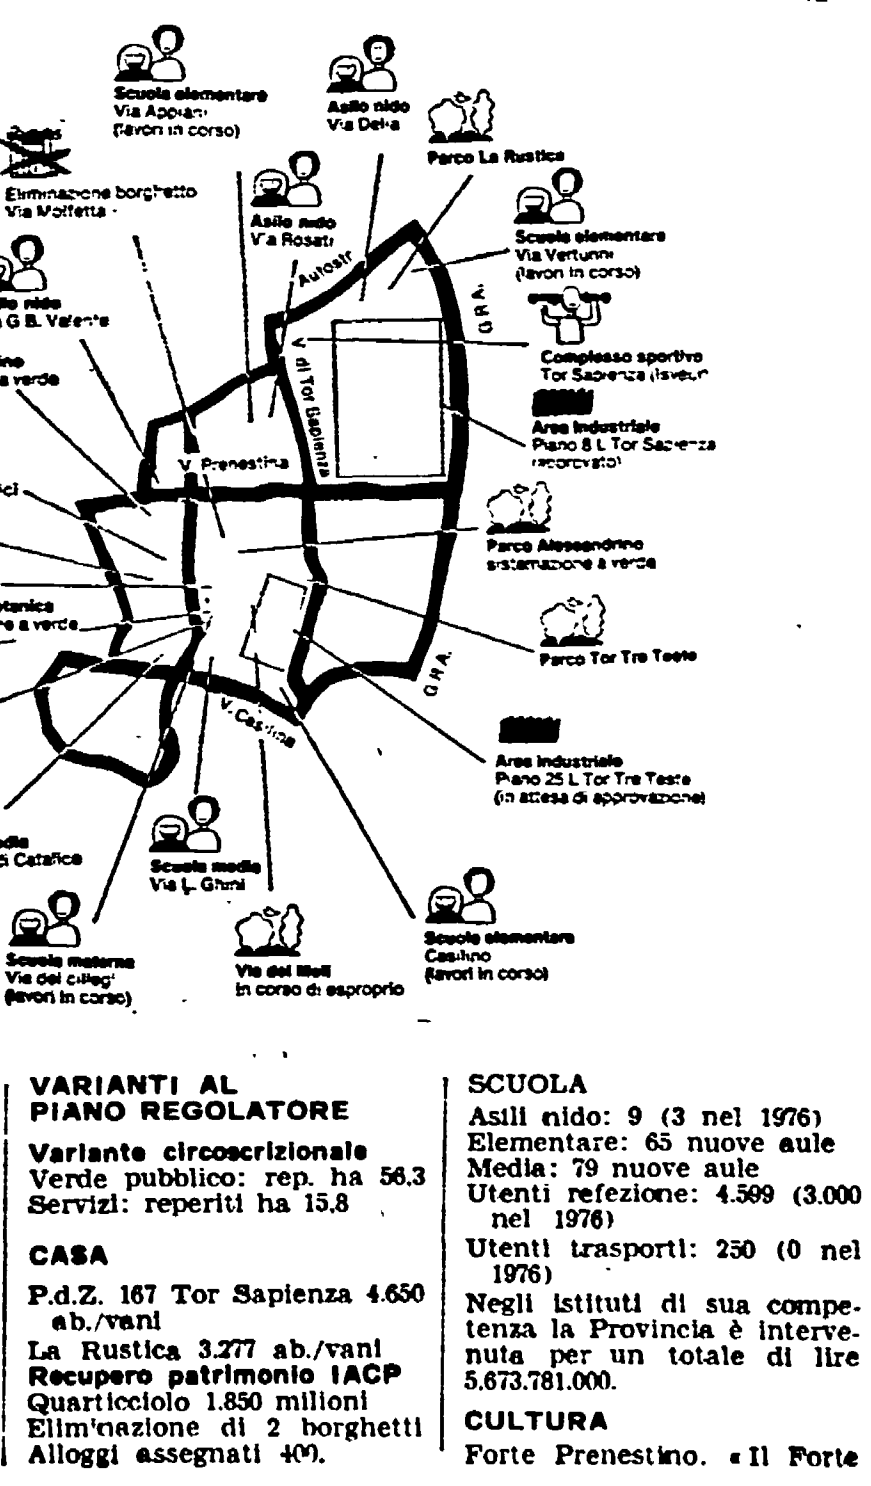 Scuola elementare
Via Appiani
(lavori in corso)
Asilo nido
Via Delia
Parco La Rustica
Eliminazione borghetto
Via Molfetta
Asilo nido
Via Rosati
Scuola elementare
Via Vertunni
(lavori in corso)
Autostr
G.R.A.
nido
G.B. Valente
Complesso sportivo
Tor Sapienza
a verde
V. di Tor Sapienza
Area Industriale
Piano 8 L Tor Sapienza
(approvato)
V. Prenestina
Parco Alessandrino
sistemazione a verde
a verde
Parco Tor Tre Teste
G.R.A.
V. Casilina
Area Industriale
Piano 25 L Tor Tre Teste
(in attesa di approvazione)
di Catafice
Scuola media
Via L. Ghini
Scuola elementare
Casilino
(lavori in corso)
Scuola materna
Via dei
(lavori in corso)
Via dei Meli
in corso di esproprio
VARIANTI AL
PIANO REGOLATORE
Variante circoscrizionale
Verde pubblico: rep. ha 56,3
Servizi: reperiti ha 15,8
CASA
P.d.Z. 167 Tor Sapienza 4.650
ab./vani
La Rustica 3.277 ab./vani
Recupero patrimonio IACP
Quarticciolo 1.850 milioni
Eliminazione di 2 borghetti
Alloggi assegnati 400.
SCUOLA
Asili nido: 9 (3 nel 1976)
Elementare: 65 nuove aule
Media: 79 nuove aule
Utenti refezione: 4.599 (3.000
nel 1976)
Utenti trasporti: 250 (0 nel
1976)
Negli istituti di sua compe-
tenza la Provincia è interve-
nuta per un totale di lire
5.673.781.000.
CULTURA
Forte Prenestino. «Il Forte